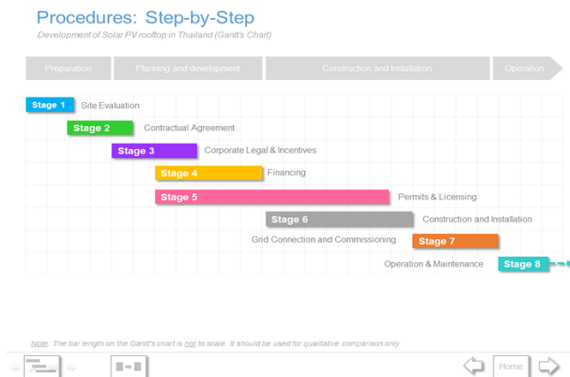 Procedures: Step-by-Step
Development of Solar PV rooftop in Thailand (Gantt's Chart)
Preparation
Planning and development
Construction and Installation
Operation
Stage 1 Site Evaluation
Stage 2 Contractual Agreement
Stage 3 Corporate Legal & Incentives
Stage 4 Financing
Stage 5 Permits & Licensing
Stage 6 Construction and Installation
Grid Connection and Commissioning Stage 7
Operation & Maintenance Stage 8
Note: The bar length on the Gantt's chart is not to scale. It should be used for qualitative comparison only.
Home